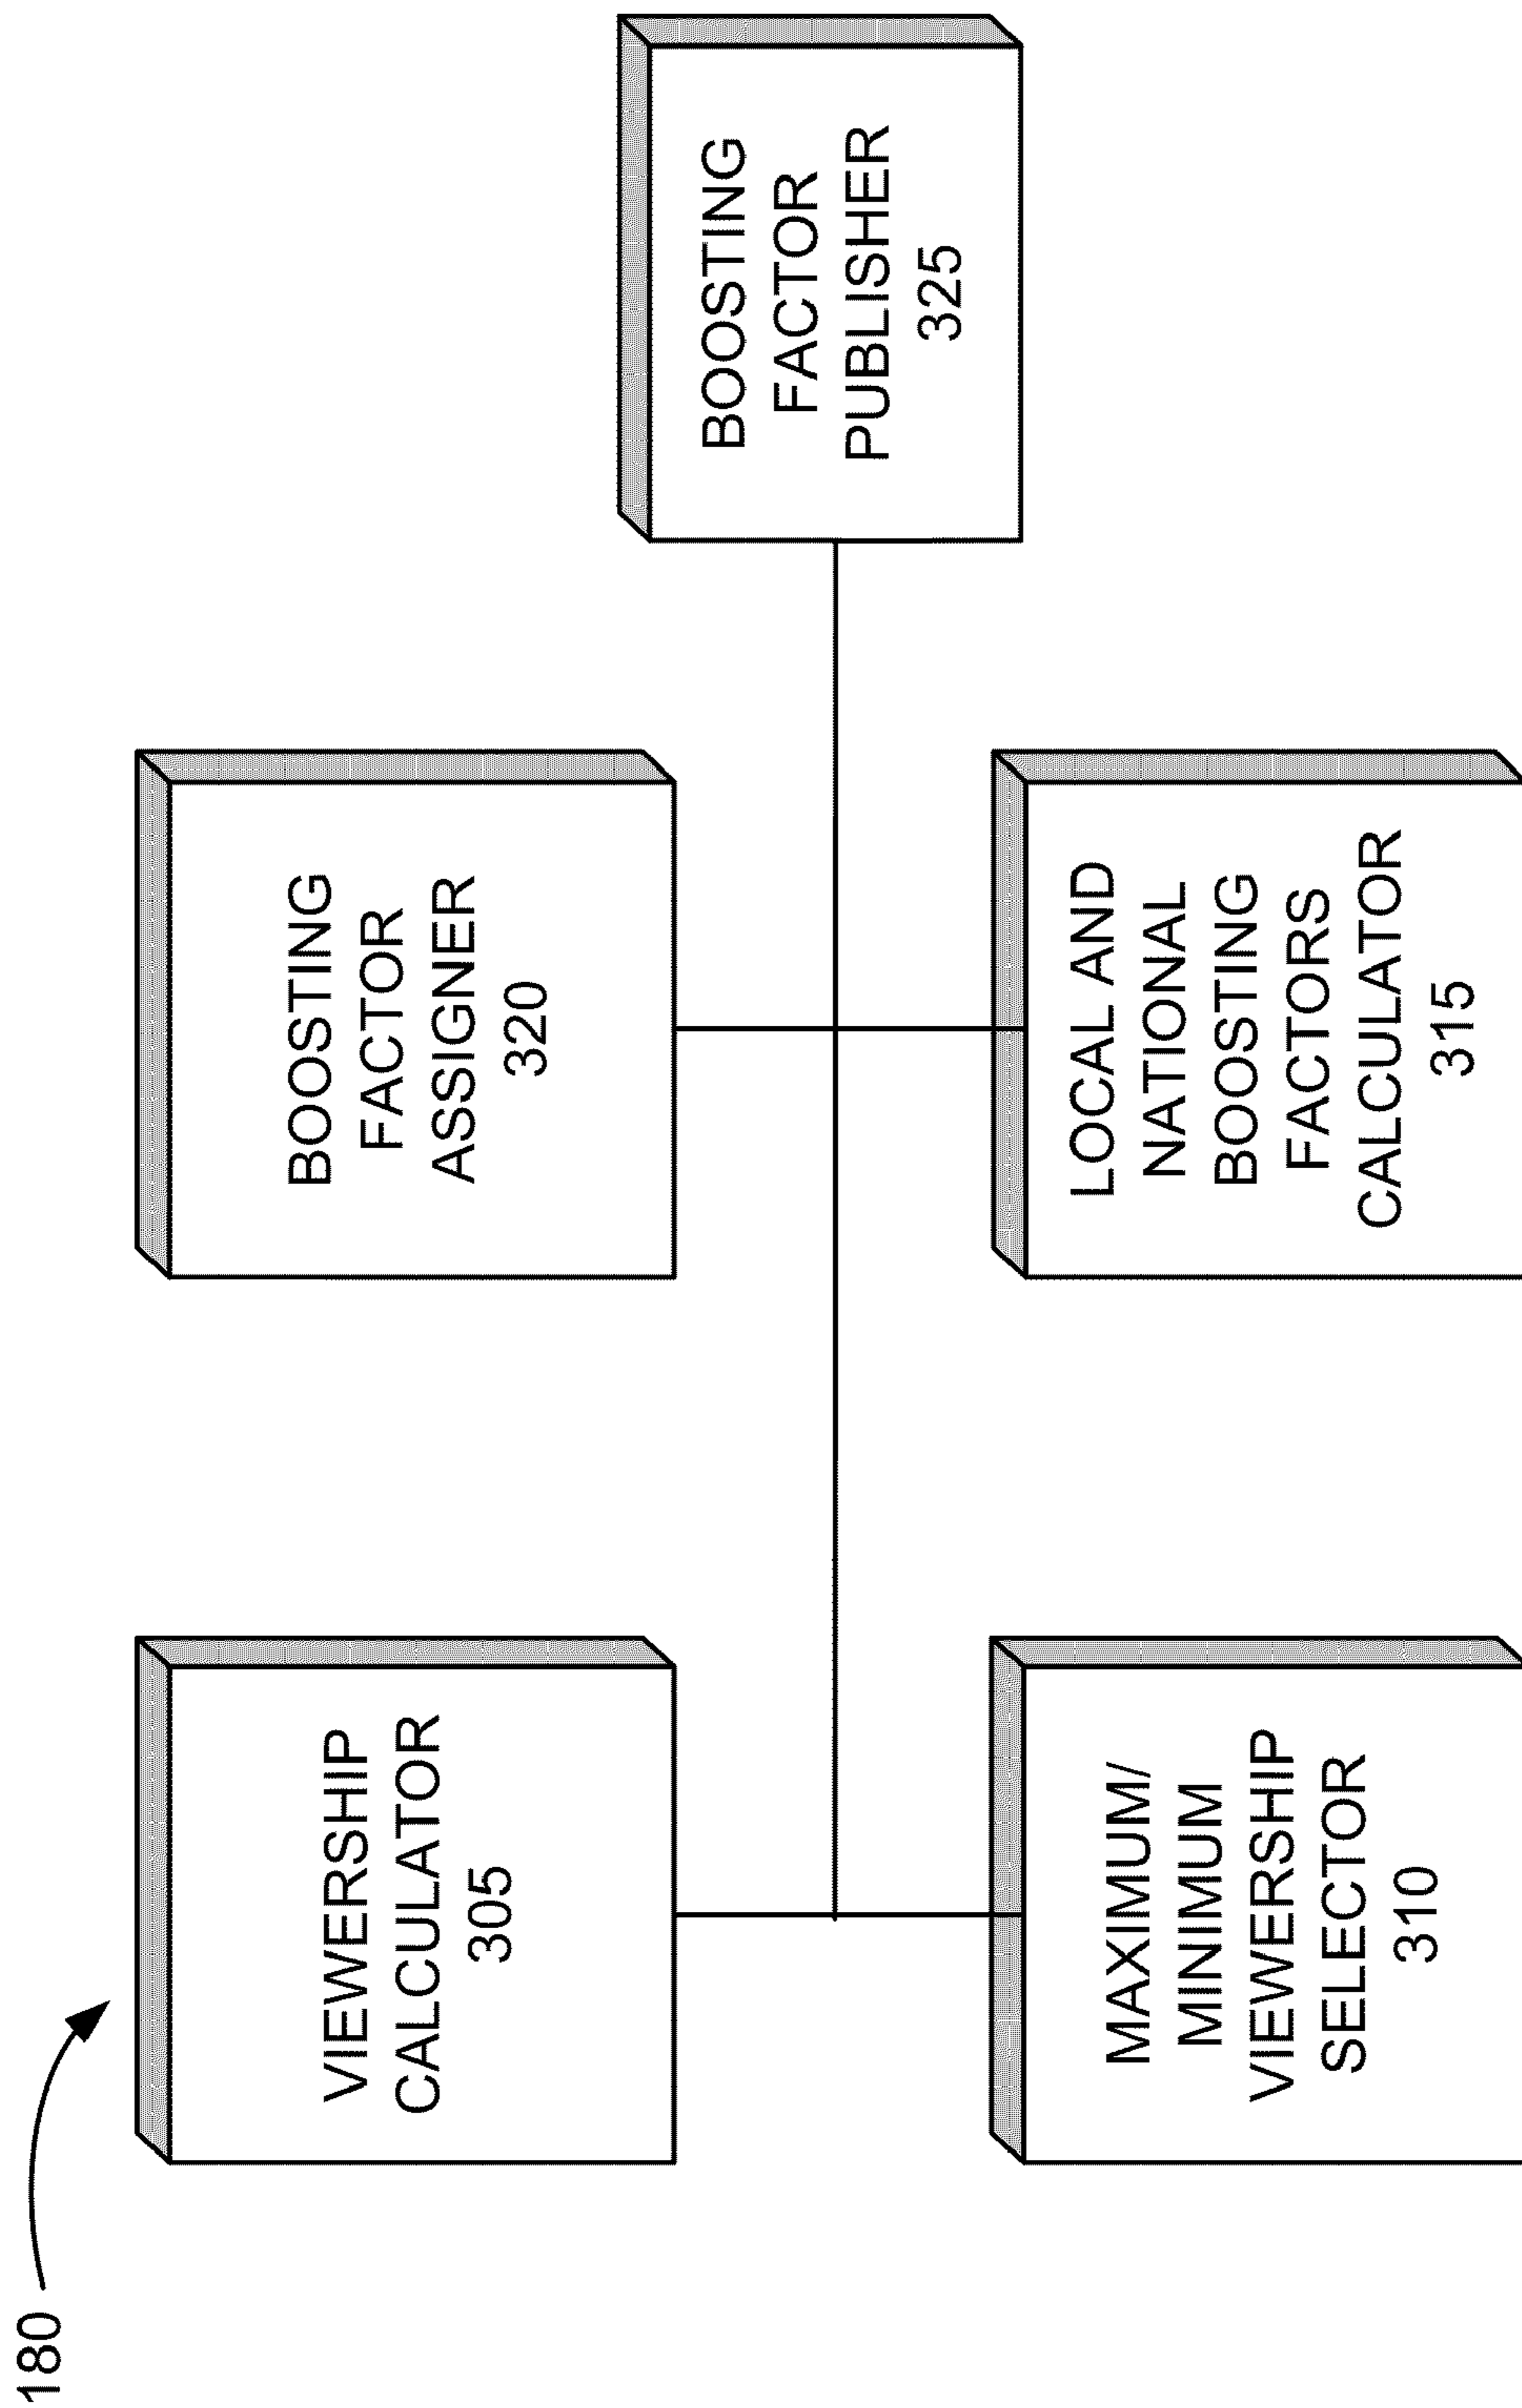 180
VIEWERSHIP
CALCULATOR
305
BOOSTING
FACTOR
ASSIGNER
320
BOOSTING
FACTOR
PUBLISHER
325
MAXIMUM/
MINIMUM
VIEWERSHIP
SELECTOR
310
LOCAL AND
NATIONAL
BOOSTING
FACTORS
CALCULATOR
315